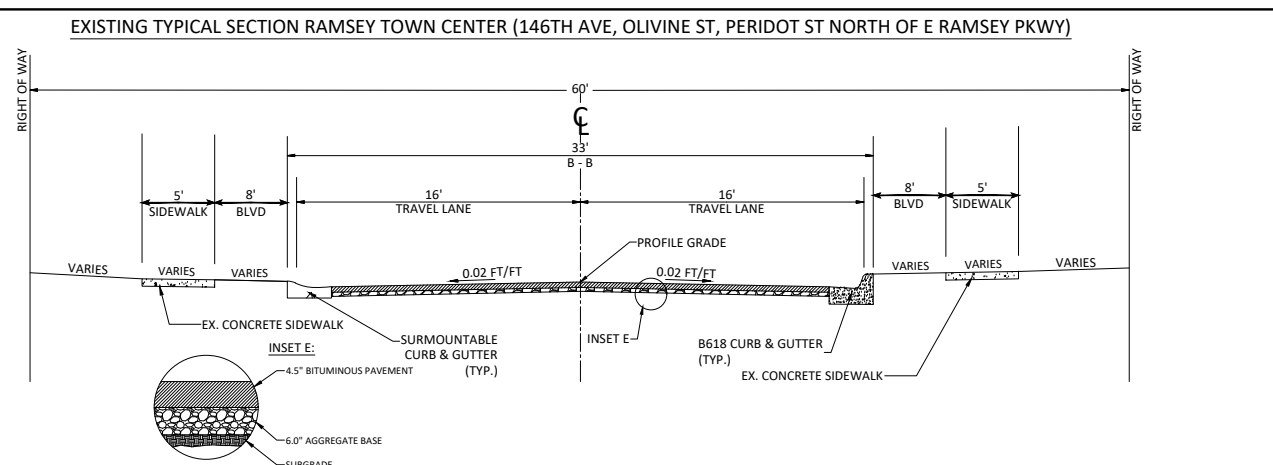 EXISTING TYPICAL SECTION RAMSEY TOWN CENTER (146TH AVE, OLIVINE ST, PERIDOT ST NORTH OF E RAMSEY PKWY)
RIGHT OF WAY
RIGHT OF WAY
60'
CL
33'
B - B
5'
SIDEWALK
8'
BLVD
16'
TRAVEL LANE
16'
TRAVEL LANE
8'
BLVD
5'
SIDEWALK
PROFILE GRADE
VARIES
VARIES
VARIES
0.02 FT/FT
0.02 FT/FT
VARIES
VARIES
VARIES
EX. CONCRETE SIDEWALK
SURMOUNTABLE
CURB & GUTTER
(TYP.)
INSET E
B618 CURB & GUTTER
(TYP.)
EX. CONCRETE SIDEWALK
INSET E:
4.5" BITUMINOUS PAVEMENT
6.0" AGGREGATE BASE
SUBGRADE